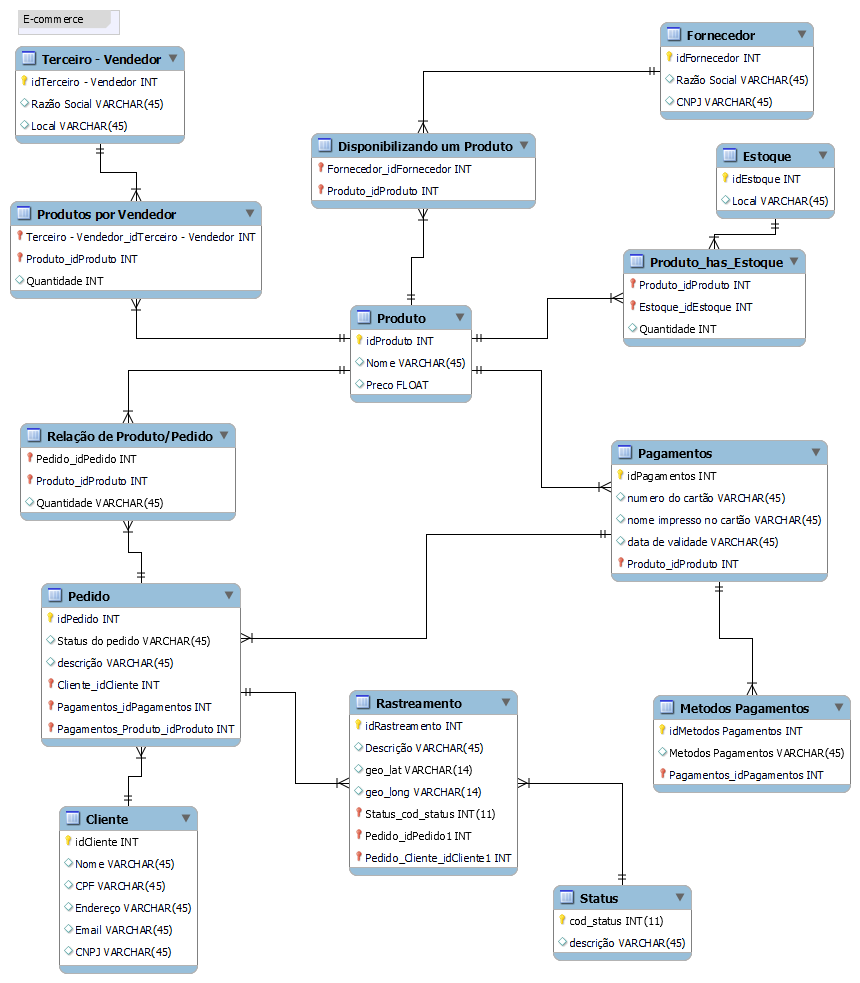 E-commerce
Terceiro - Vendedor
idTerceiro - Vendedor INT
Razão Social VARCHAR(45)
Local VARCHAR(45)
Fornecedor
idFornecedor INT
Razão Social VARCHAR(45)
CNPJ VARCHAR(45)
Disponibilizando um Produto
Fornecedor_idFornecedor INT
Produto_idProduto INT
Estoque
idEstoque INT
Local VARCHAR(45)
Produtos por Vendedor
Terceiro - Vendedor_idTerceiro - Vendedor INT
Produto_idProduto INT
Quantidade INT
Produto_has_Estoque
Produto_idProduto INT
Estoque_idEstoque INT
Quantidade INT
Produto
idProduto INT
Nome VARCHAR(45)
Preco FLOAT
Relação de Produto/Pedido
Pedido_idPedido INT
Produto_idProduto INT
Quantidade VARCHAR(45)
Pagamentos
idPagamentos INT
numero do cartão VARCHAR(45)
nome impresso no cartão VARCHAR(45)
data de validade VARCHAR(45)
Produto_idProduto INT
Pedido
idPedido INT
Status do pedido VARCHAR(45)
descrição VARCHAR(45)
Cliente_idCliente INT
Pagamentos_idPagamentos INT
Pagamentos_Produto_idProduto INT
Rastreamento
idRastreamento INT
Descrição VARCHAR(45)
geo_lat VARCHAR(14)
geo_long VARCHAR(14)
Status_cod_status INT(11)
Pedido_idPedido1 INT
Pedido_Cliente_idCliente1 INT
Metodos Pagamentos
idMetodos Pagamentos INT
Metodos Pagamentos VARCHAR(45)
Pagamentos_idPagamentos INT
Cliente
idCliente INT
Nome VARCHAR(45)
CPF VARCHAR(45)
Endereço VARCHAR(45)
Email VARCHAR(45)
CNPJ VARCHAR(45)
Status
cod_status INT(11)
descrição VARCHAR(45)